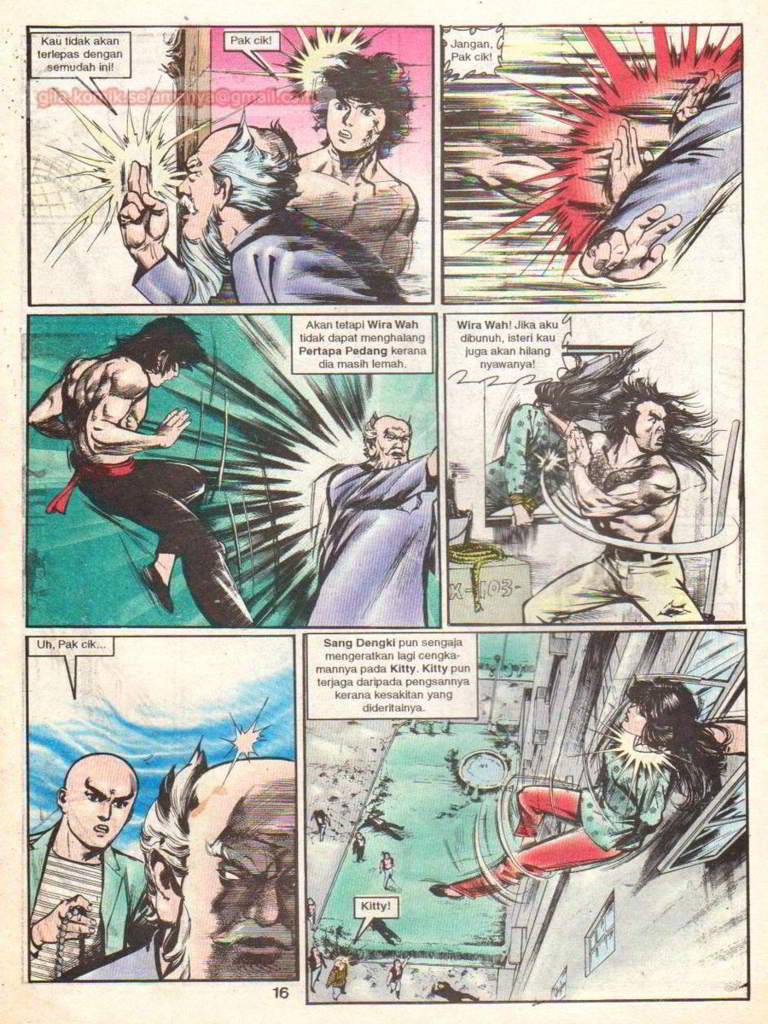 Kau tidak akan
terlepas dengan
semudah ini!
Pak cik!
Jangan,
Pak cik!
Akan tetapi Wira Wah
tidak dapat menghalang
Pertapa Pedang kerana
dia masih lemah.
Wira Wah! Jika aku
dibunuh, isteri kau
juga akan hilang
nyawanya!
X-103-
Uh, Pak cik...
Sang Dengki pun sengaja
mengeratkan lagi cengka-
mannya pada Kitty. Kitty pun
terjaga daripada pengsannya
kerana kesakitan yang
dideritainya.
Kitty!
16